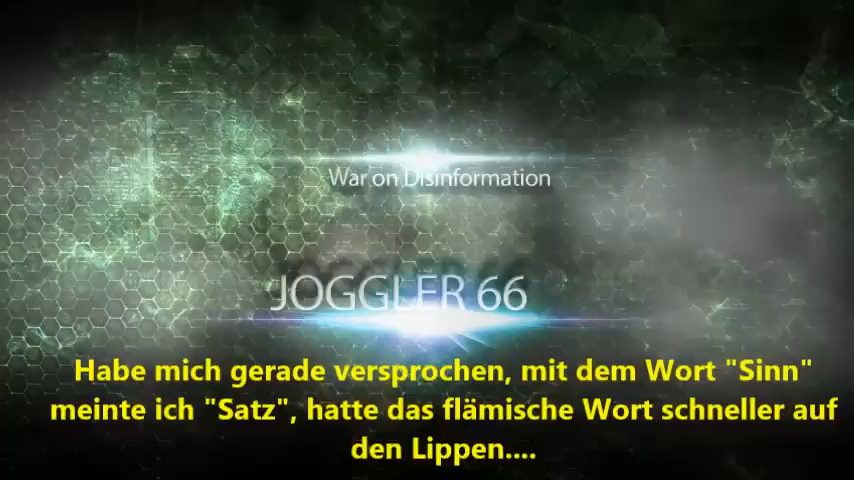 War on Disinformation
JOGGLER 66
Habe mich gerade versprochen, mit dem Wort "Sinn"
meinte ich "Satz", hatte das flämische Wort schneller auf
den Lippen....